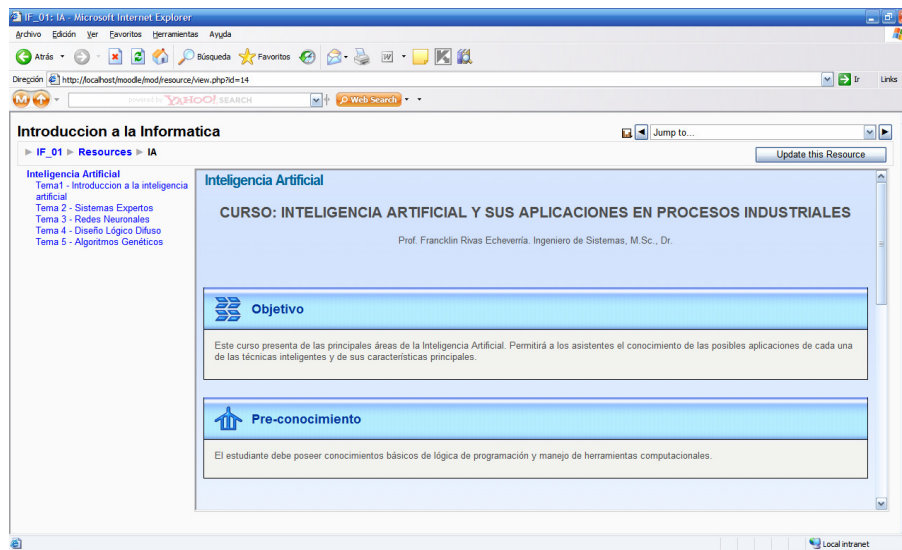 IF_01: IA - Microsoft Internet Explorer
Archivo Edición Ver Favoritos Herramientas Ayuda
Atrás Búsqueda Favoritos
Dirección http://localhost/moodle/mod/resource/view.php?id=14 Ir Links
powered by YAHOO! SEARCH Web Search
Introduccion a la Informatica
Jump to...
IF_01 Resources IA
Update this Resource
Inteligencia Artificial
Tema1 - Introduccion a la inteligencia
artificial
Tema 2 - Sistemas Expertos
Tema 3 - Redes Neuronales
Tema 4 - Diseño Lógico Difuso
Tema 5 - Algoritmos Genéticos
Inteligencia Artificial
CURSO: INTELIGENCIA ARTIFICIAL Y SUS APLICACIONES EN PROCESOS INDUSTRIALES
Prof. Francklin Rivas Echeverría. Ingeniero de Sistemas, M.Sc., Dr.
Objetivo
Este curso presenta de las principales áreas de la Inteligencia Artificial. Permitirá a los asistentes el conocimiento de las posibles aplicaciones de cada una
de las técnicas inteligentes y de sus características principales.
Pre-conocimiento
El estudiante debe poseer conocimientos básicos de lógica de programación y manejo de herramientas computacionales.
Local intranet